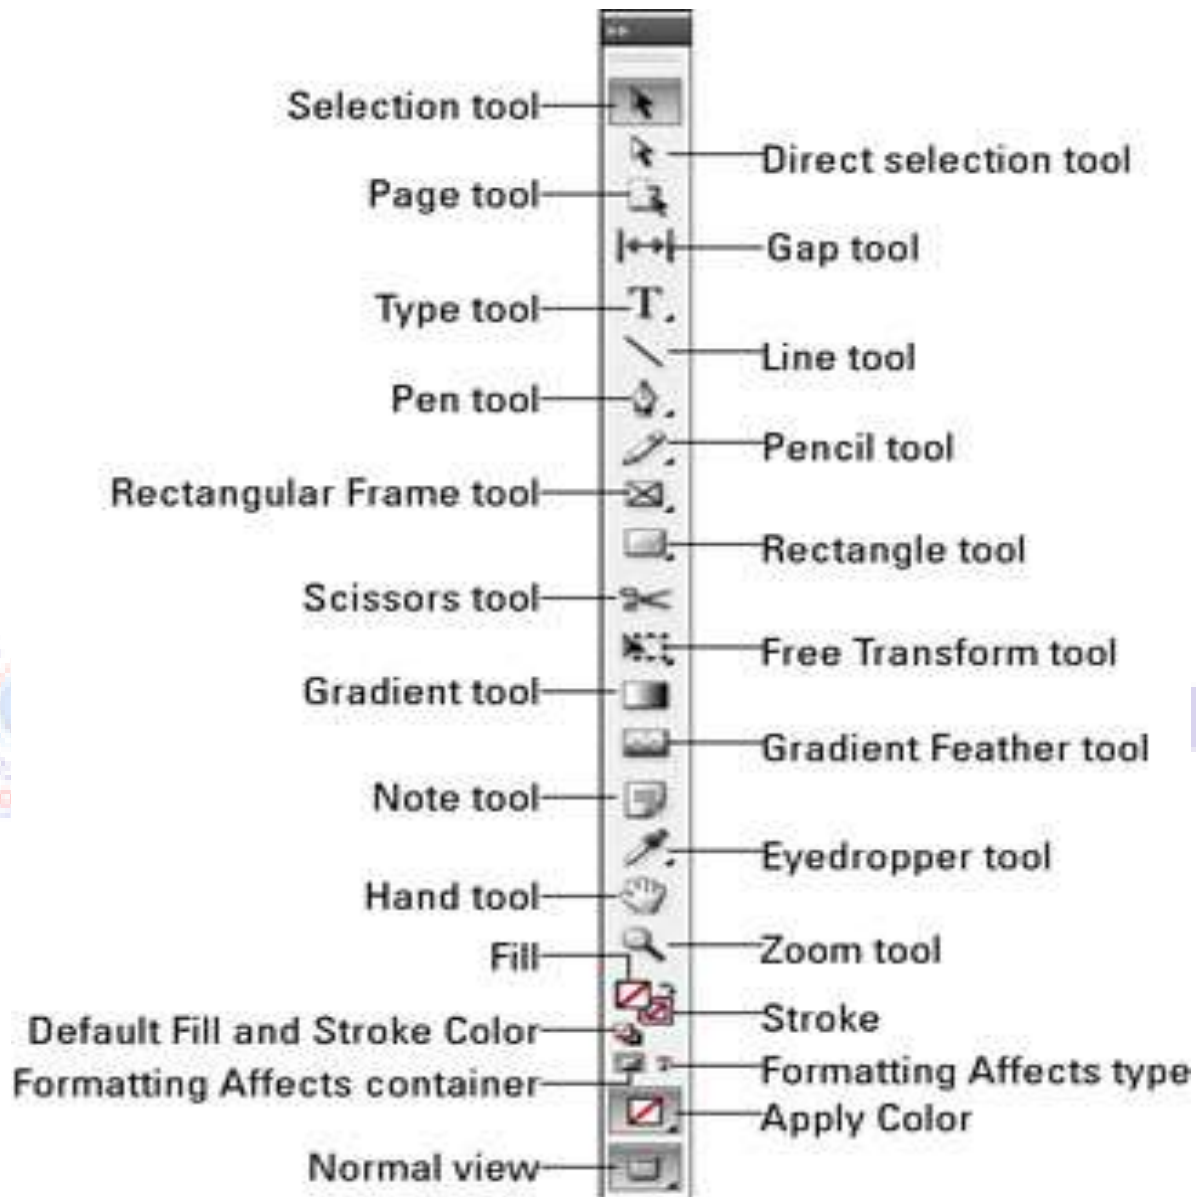 Selection tool
Direct selection tool
Page tool
Gap tool
Type tool
Line tool
Pen tool
Pencil tool
Rectangular Frame tool
Rectangle tool
Scissors tool
Free Transform tool
Gradient tool
Gradient Feather tool
Note tool
Eyedropper tool
Hand tool
Zoom tool
Fill
Stroke
Default Fill and Stroke Color
Formatting Affects type
Formatting Affects container
Apply Color
Normal view